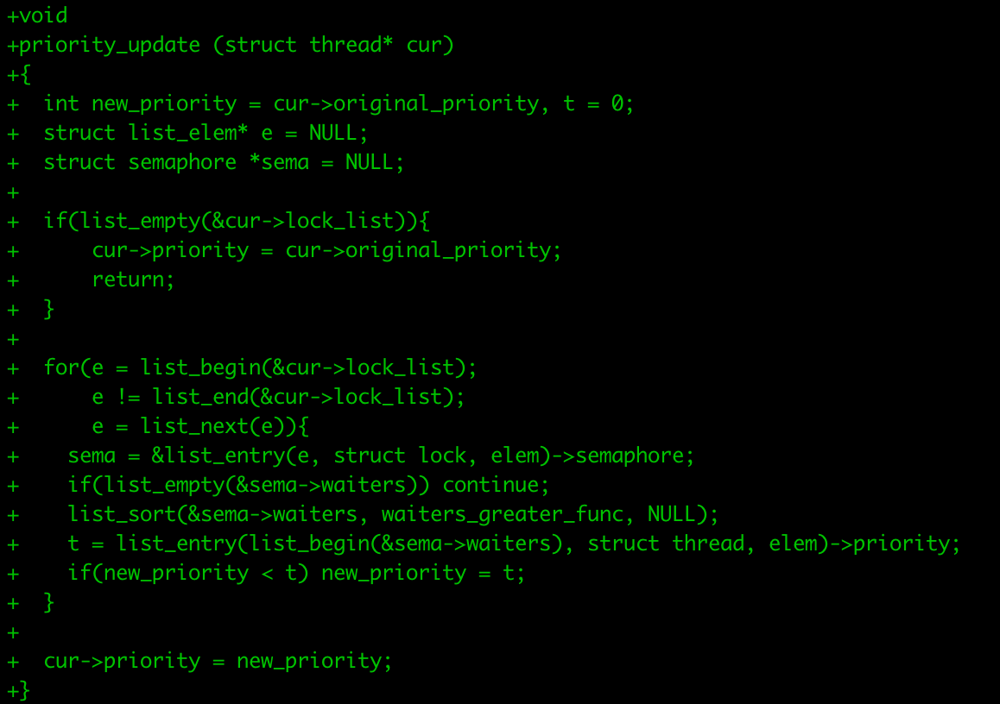 +void
+priority_update (struct thread* cur)
+{
+  int new_priority = cur->original_priority, t = 0;
+  struct list_elem* e = NULL;
+  struct semaphore *sema = NULL;
+
+  if(list_empty(&cur->lock_list)){
+      cur->priority = cur->original_priority;
+      return;
+  }
+
+  for(e = list_begin(&cur->lock_list);
+      e != list_end(&cur->lock_list);
+      e = list_next(e)){
+    sema = &list_entry(e, struct lock, elem)->semaphore;
+    if(list_empty(&sema->waiters)) continue;
+    list_sort(&sema->waiters, waiters_greater_func, NULL);
+    t = list_entry(list_begin(&sema->waiters), struct thread, elem)->priority;
+    if(new_priority < t) new_priority = t;
+  }
+
+  cur->priority = new_priority;
+}